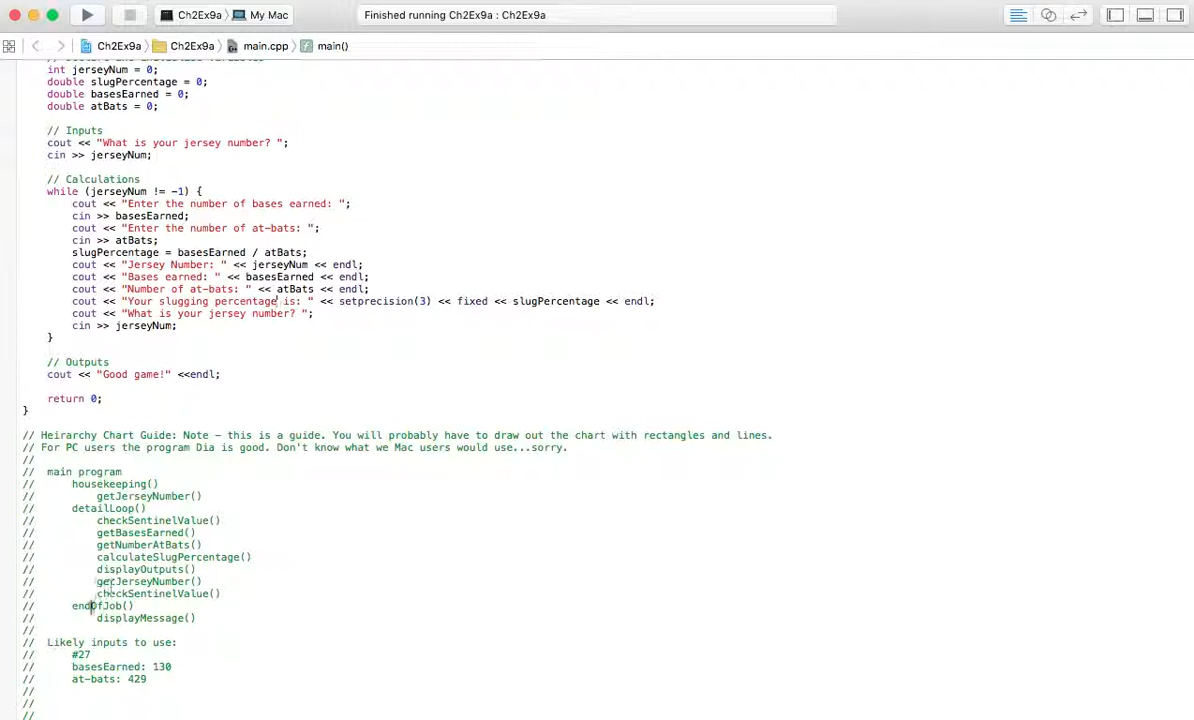 Ch2Ex9a My Mac Finished running Ch2Ex9a : Ch2Ex9a
Ch2Ex9a Ch2Ex9a main.cpp main()
int jerseyNum = 0;
double slugPercentage = 0;
double basesEarned = 0;
double atBats = 0;
// Inputs
cout << "What is your jersey number? ";
cin >> jerseyNum;
// Calculations
while (jerseyNum != -1) {
cout << "Enter the number of bases earned: ";
cin >> basesEarned;
cout << "Enter the number of at-bats: ";
cin >> atBats;
slugPercentage = basesEarned / atBats;
cout << "Jersey Number: " << jerseyNum << endl;
cout << "Bases earned: " << basesEarned << endl;
cout << "Number of at-bats: " << atBats << endl;
cout << "Your slugging percentage is: " << setprecision(3) << fixed << slugPercentage << endl;
cout << "What is your jersey number? ";
cin >> jerseyNum;
}
// Outputs
cout << "Good game!" <<endl;
return 0;
}
// Heirarchy Chart Guide: Note - this is a guide. You will probably have to draw out the chart with rectangles and lines.
// For PC users the program Dia is good. Don't know what we Mac users would use...sorry.
//
// main program
// housekeeping()
// getJerseyNumber()
// detailLoop()
// checkSentinelValue()
// getBasesEarned()
// getNumberAtBats()
// calculateSlugPercentage()
// displayOutputs()
// getJerseyNumber()
// checkSentinelValue()
// endOfJob()
// displayMessage()
//
// Likely inputs to use:
// #27
// basesEarned: 130
// at-bats: 429
//
//
//